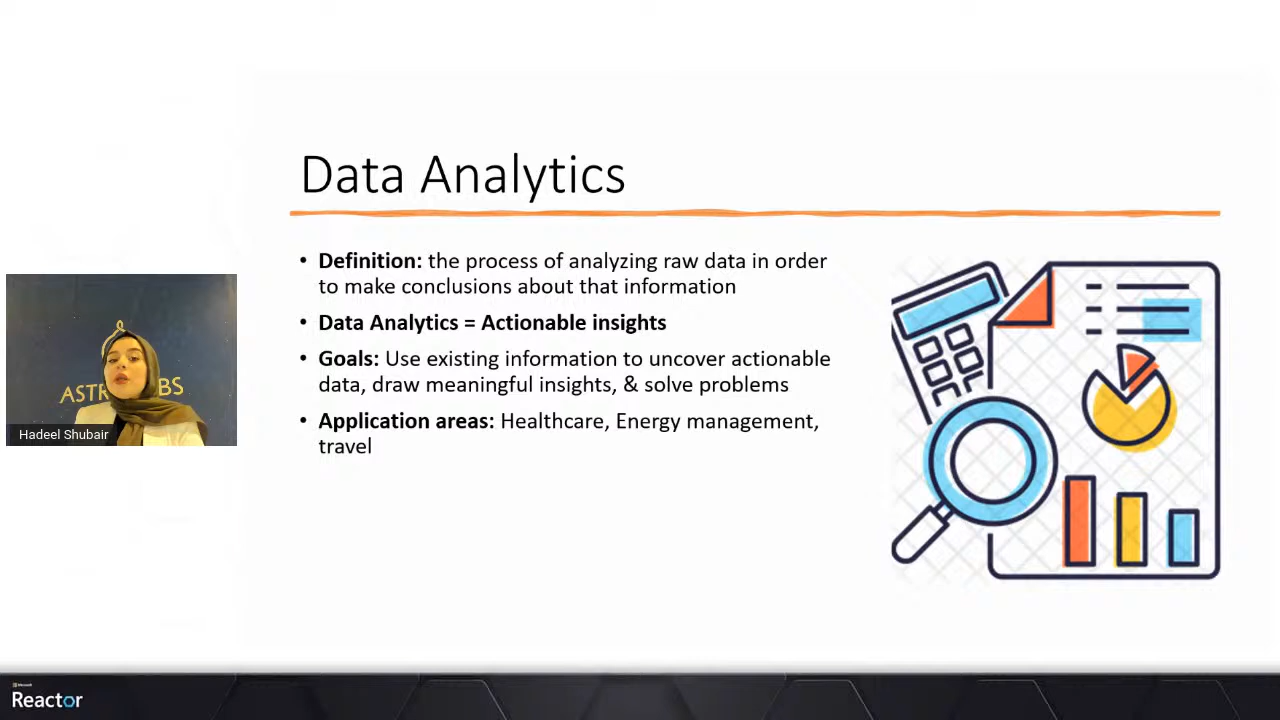 Data Analytics
• Definition: the process of analyzing raw data in order
to make conclusions about that information
• Data Analytics = Actionable insights
• Goals: Use existing information to uncover actionable
data, draw meaningful insights, & solve problems
• Application areas: Healthcare, Energy management,
travel
Hadeel Shubair
Microsoft
Reactor